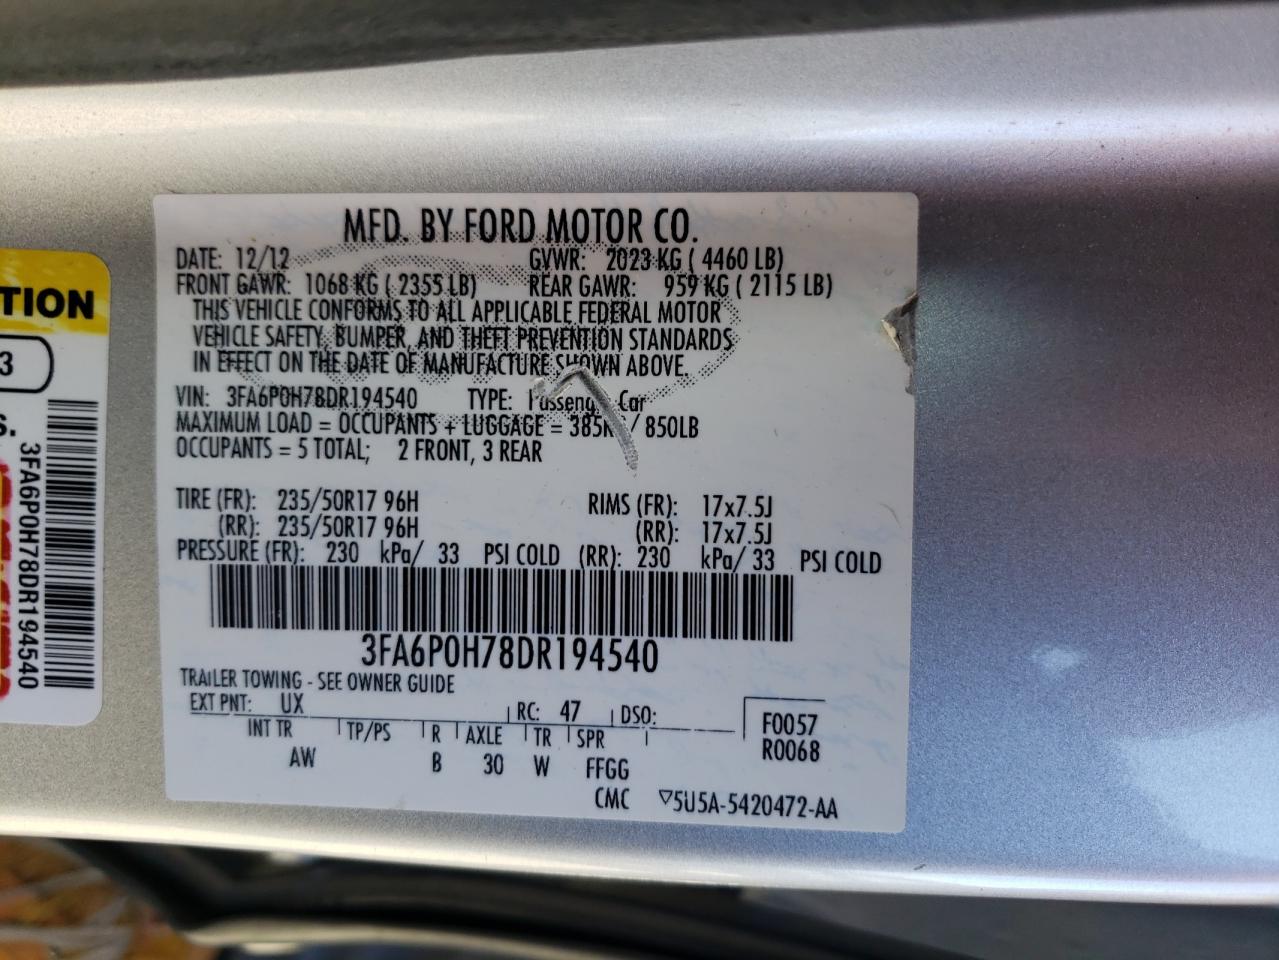 MFD. BY FORD MOTOR CO.
DATE: 12/12 GVWR: 2023 KG ( 4460 LB)
FRONT GAWR: 1068 KG ( 2355 LB) REAR GAWR: 959 KG ( 2115 LB)
THIS VEHICLE CONFORMS TO ALL APPLICABLE FEDERAL MOTOR
VEHICLE SAFETY, BUMPER, AND THEFT PREVENTION STANDARDS
IN EFFECT ON THE DATE OF MANUFACTURE SHOWN ABOVE.
VIN: 3FA6P0H78DR194540 TYPE: Passenger Car
MAXIMUM LOAD = OCCUPANTS + LUGGAGE = 385KG / 850LB
OCCUPANTS = 5 TOTAL; 2 FRONT, 3 REAR
TIRE (FR): 235/50R17 96H RIMS (FR): 17x7.5J
(RR): 235/50R17 96H (RR): 17x7.5J
PRESSURE (FR): 230 kPa/ 33 PSI COLD (RR): 230 kPa/ 33 PSI COLD
3FA6P0H78DR194540
TRAILER TOWING - SEE OWNER GUIDE
EXT PNT: UX RC: 47 DSO:
INT TR TP/PS R AXLE TR SPR
AW B 30 W FFGG
CMC
F0057
R0068
▽5U5A-5420472-AA
TION
3
S.
3FA6P0H78DR194540